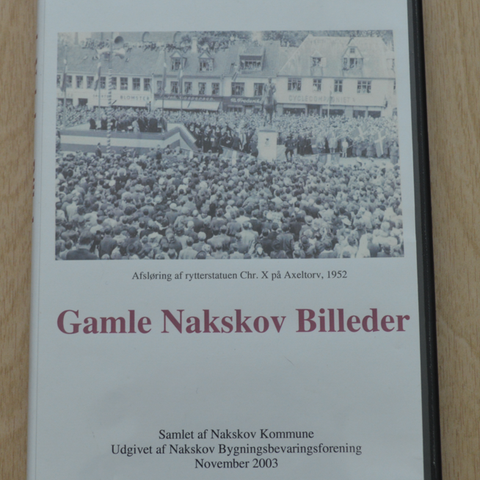 Afsløring af rytterstatuen Chr. X på Axeltorv, 1952
Gamle Nakskov Billeder
Samlet af Nakskov Kommune
Udgivet af Nakskov Bygningsbevaringsforening
November 2003